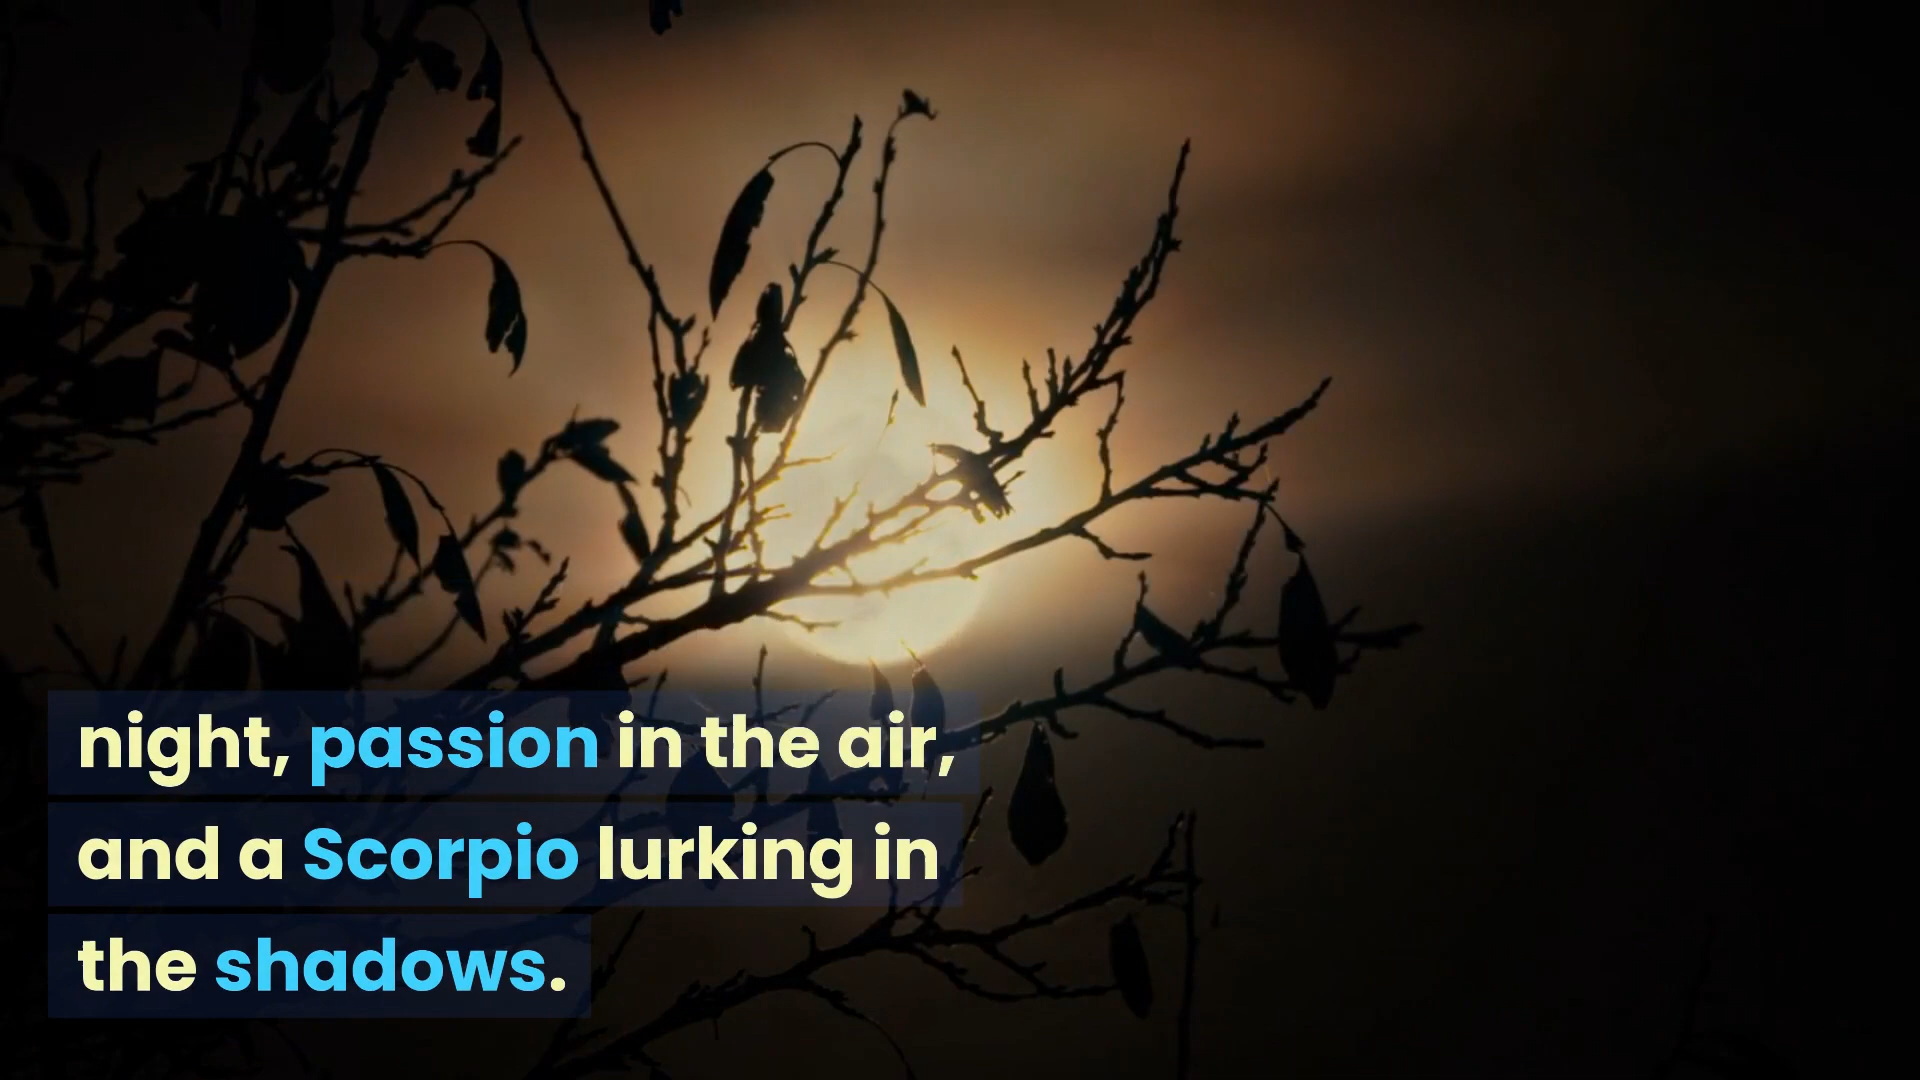 night, passion in the air,
and a Scorpio lurking in
the shadows.